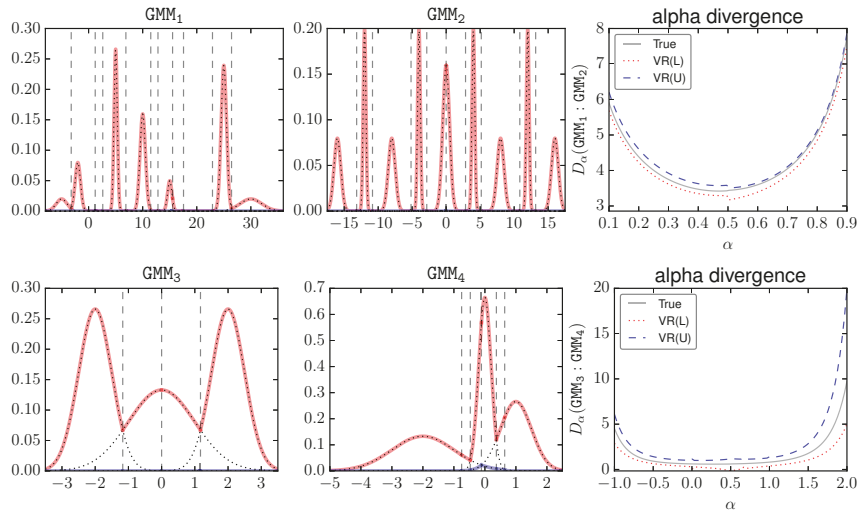 GMM1
0.30
0.25
0.20
0.15
0.10
0.05
0.00
0 10 20 30
GMM2
0.20
0.15
0.10
0.05
0.00
−15 −10 −5 0 5 10 15
alpha divergence
Dα(GMM1 : GMM2)
8
7
6
5
4
3
True
VR(L)
VR(U)
0.1 0.2 0.3 0.4 0.5 0.6 0.7 0.8 0.9
α
GMM3
0.30
0.25
0.20
0.15
0.10
0.05
0.00
−3 −2 −1 0 1 2 3
GMM4
0.7
0.6
0.5
0.4
0.3
0.2
0.1
0.0
−5 −4 −3 −2 −1 0 1 2
alpha divergence
Dα(GMM3 : GMM4)
20
15
10
5
0
True
VR(L)
VR(U)
−1.0 −0.5 0.0 0.5 1.0 1.5 2.0
α